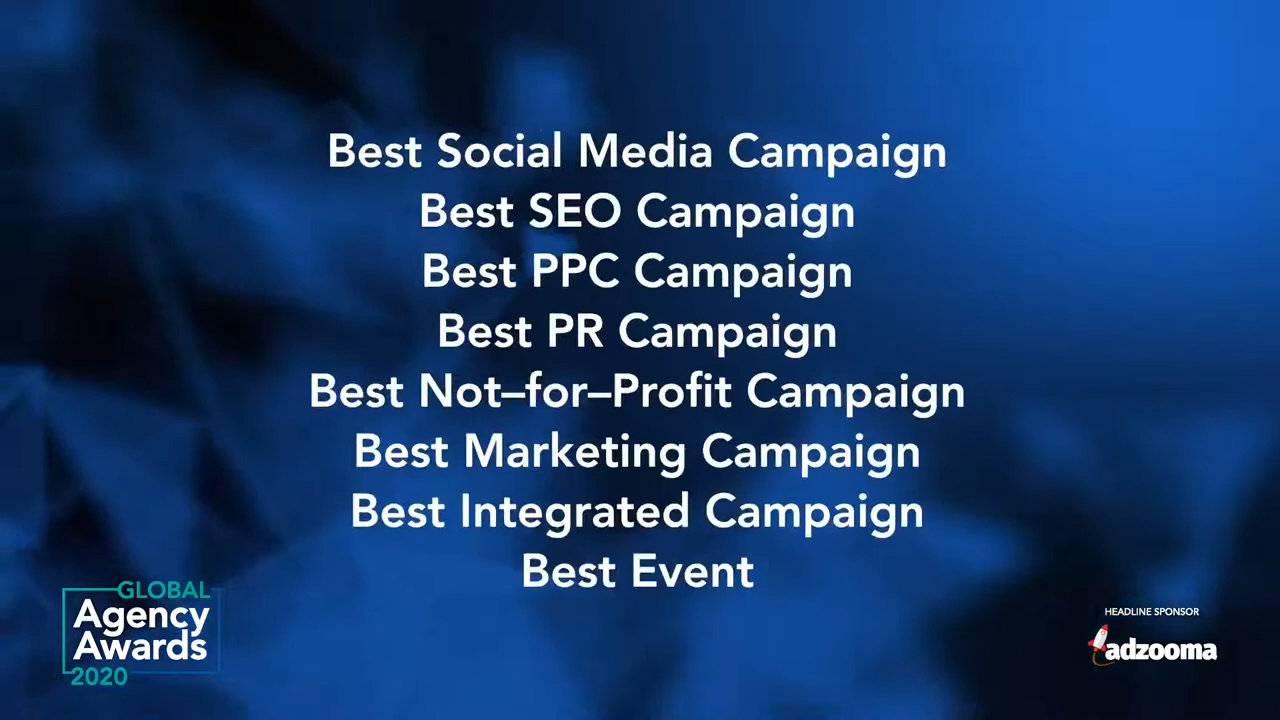 Best Social Media Campaign
Best SEO Campaign
Best PPC Campaign
Best PR Campaign
Best Not–for–Profit Campaign
Best Marketing Campaign
Best Integrated Campaign
Best Event
GLOBAL
Agency
Awards
2020
HEADLINE SPONSOR
adzooma